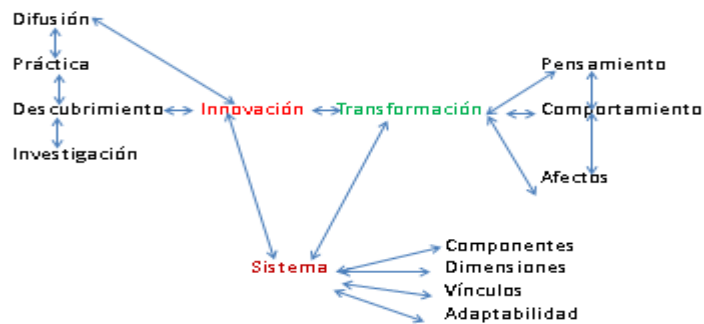 Difusión
Práctica
Pensamiento
Descubrimiento Innovación Transformación Comportamiento
Investigación
Afectos
Sistema
Componentes
Dimensiones
Vínculos
Adaptabilidad